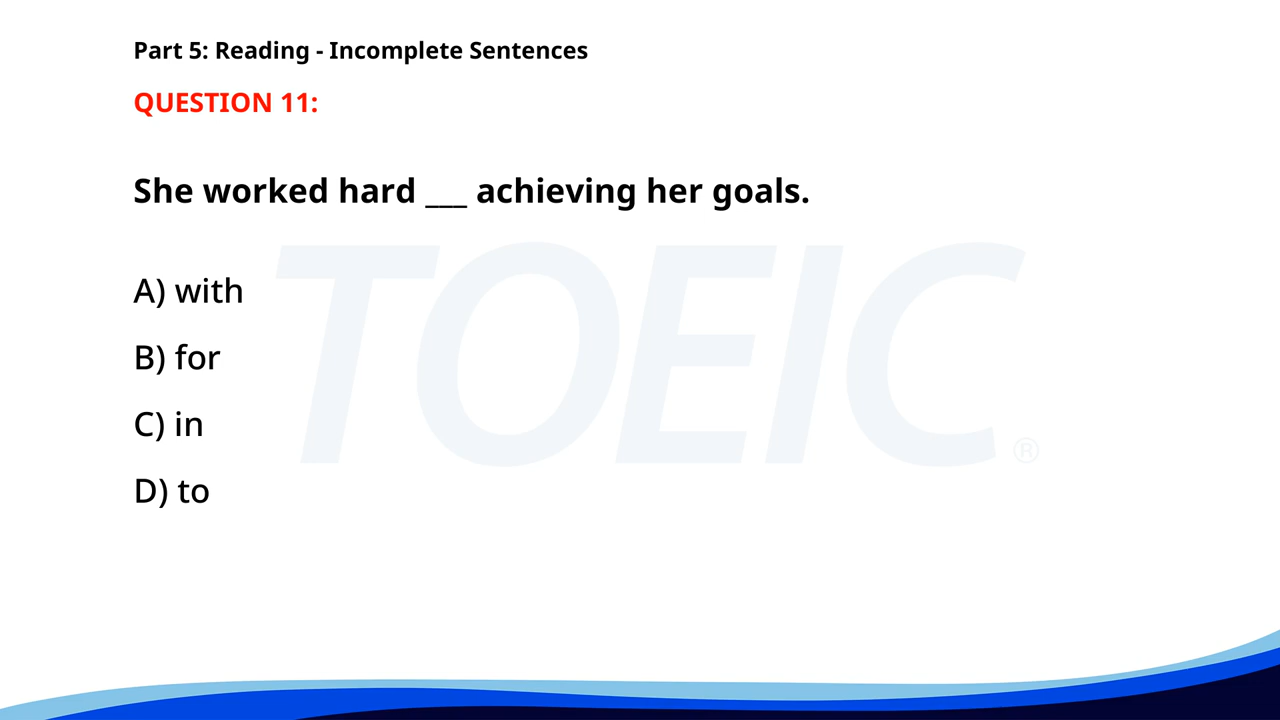 Part 5: Reading - Incomplete Sentences
QUESTION 11:
She worked hard ___ achieving her goals.
TOEIC®
A) with
B) for
C) in
D) to